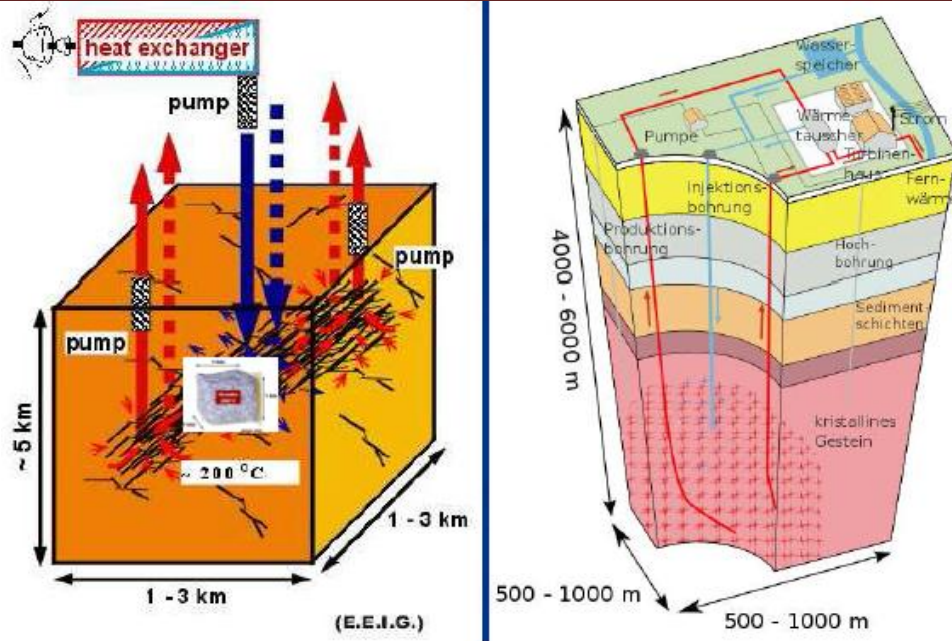 heat exchanger
pump
pump
pump
~ 200 °C
~ 5 km
1 - 3 km
1 - 3 km
(E.E.I.G.)
Wasser-
speicher
Pumpe
Wärme
tauscher
Strom
Turbinen-
haus
Fern-
wärme
Injektions-
bohrung
Produktions-
bohrung
Hoch-
bohrung
Sediment-
schichten
kristallines
Gestein
4000 - 6000 m
500 - 1000 m
500 - 1000 m